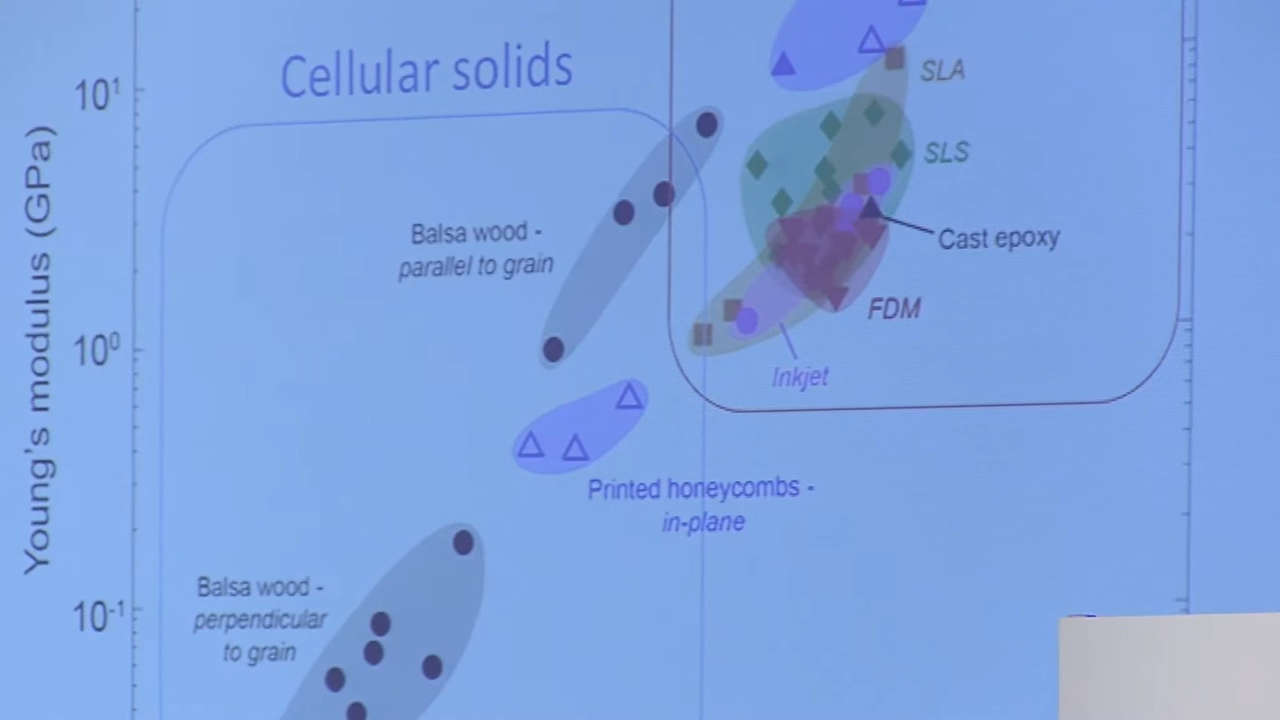 Cellular solids
10¹
Young's modulus (GPa)
SLA
SLS
Balsa wood -
parallel to grain
Cast epoxy
FDM
10⁰
Inkjet
Printed honeycombs -
in-plane
Balsa wood -
perpendicular
to grain
10⁻¹